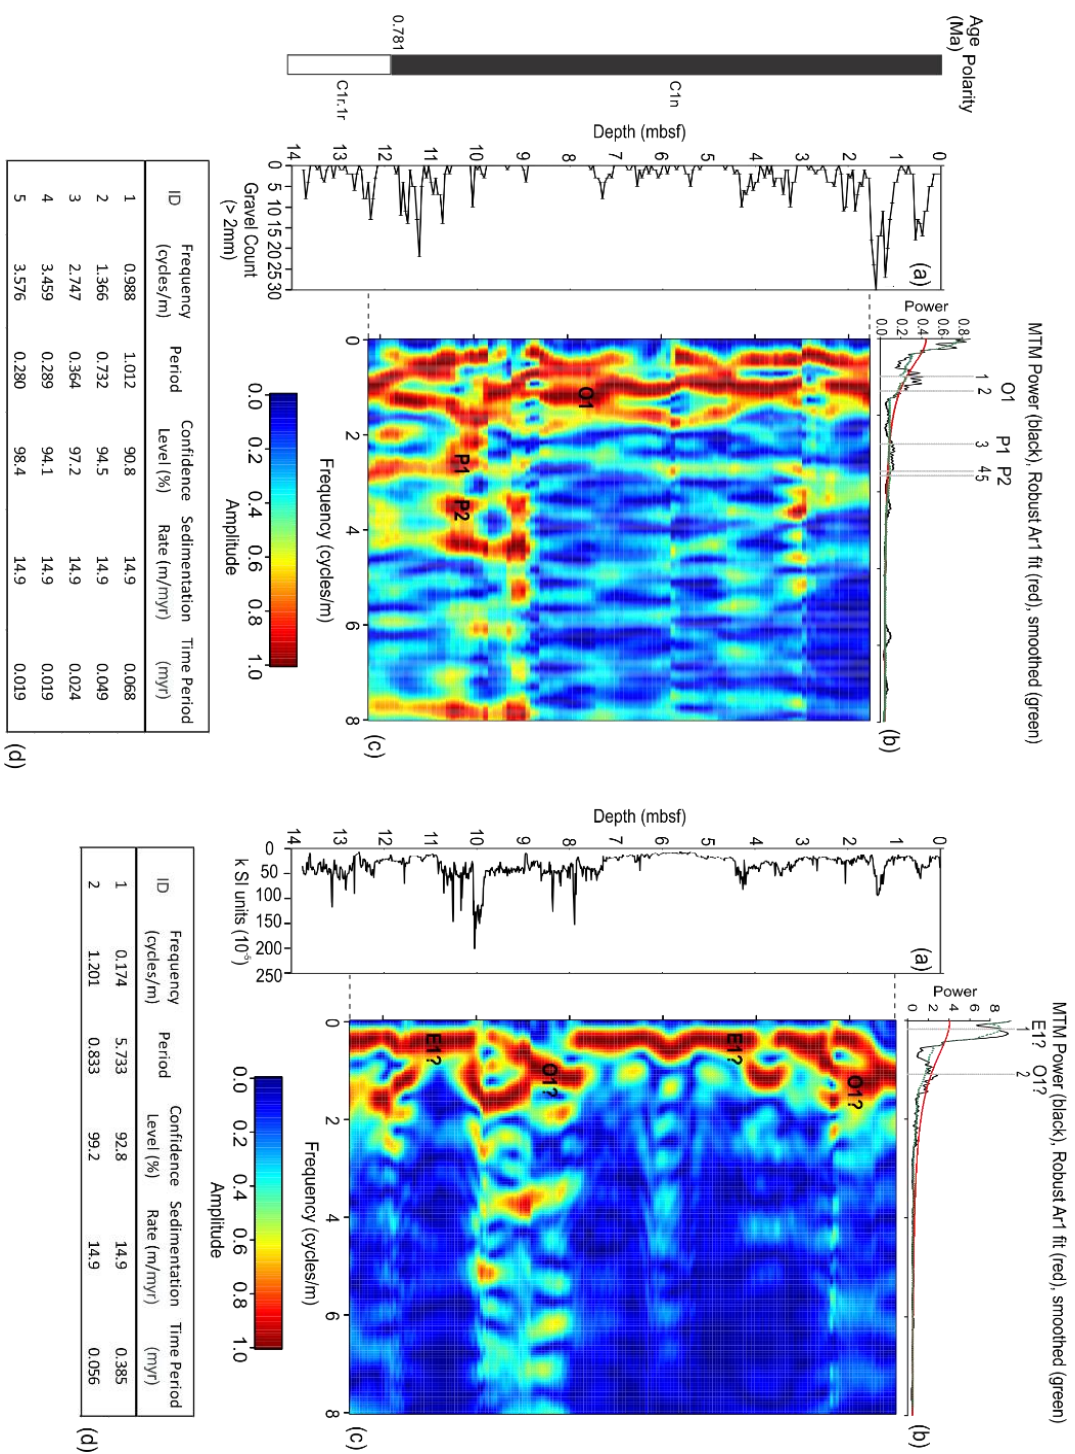 Age (Ma)
Polarity
0.781
C1n
C1r.1r
Depth (mbsf)
0 1 2 3 4 5 6 7 8 9 10 11 12 13 14
0 5 10 15 20 25 30
Gravel Count
(> 2mm)
(a)
MTM Power (black), Robust Ar1 fit (red), smoothed (green)
Power
0.0 0.2 0.4 0.6 0.8
O1 P1 P2
1 2 3 4 5
(b)
O1
P1
P2
0 2 4 6 8
Frequency (cycles/m)
(c)
Amplitude
0.0 0.2 0.4 0.6 0.8 1.0
ID Frequency (cycles/m) Period Confidence Level (%) Sedimentation Rate (m/myr) Time Period (myr)
1 0.988 1.012 90.8 14.9 0.068
2 1.366 0.732 94.5 14.9 0.049
3 2.747 0.364 97.2 14.9 0.024
4 3.459 0.289 94.1 14.9 0.019
5 3.576 0.280 98.4 14.9 0.019
(d)
Depth (mbsf)
0 1 2 3 4 5 6 7 8 9 10 11 12 13 14
0 50 100 150 200 250
k SI units (10⁻⁵)
(a)
MTM Power (black), Robust Ar1 fit (red), smoothed (green)
Power
0 2 4 6 8
E1? O1?
1 2
(b)
O1?
E1?
O1?
E1?
0 2 4 6 8
Frequency (cycles/m)
(c)
Amplitude
0.0 0.2 0.4 0.6 0.8 1.0
ID Frequency (cycles/m) Period Confidence Level (%) Sedimentation Rate (m/myr) Time Period (myr)
1 0.174 5.733 92.8 14.9 0.385
2 1.201 0.833 99.2 14.9 0.056
(d)